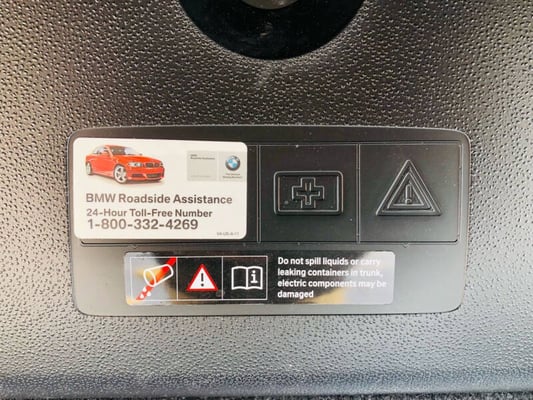 BMW Roadside Assistance
24-Hour Toll-Free Number
1-800-332-4269
Do not spill liquids or carry
leaking containers in trunk,
electric components may be
damaged